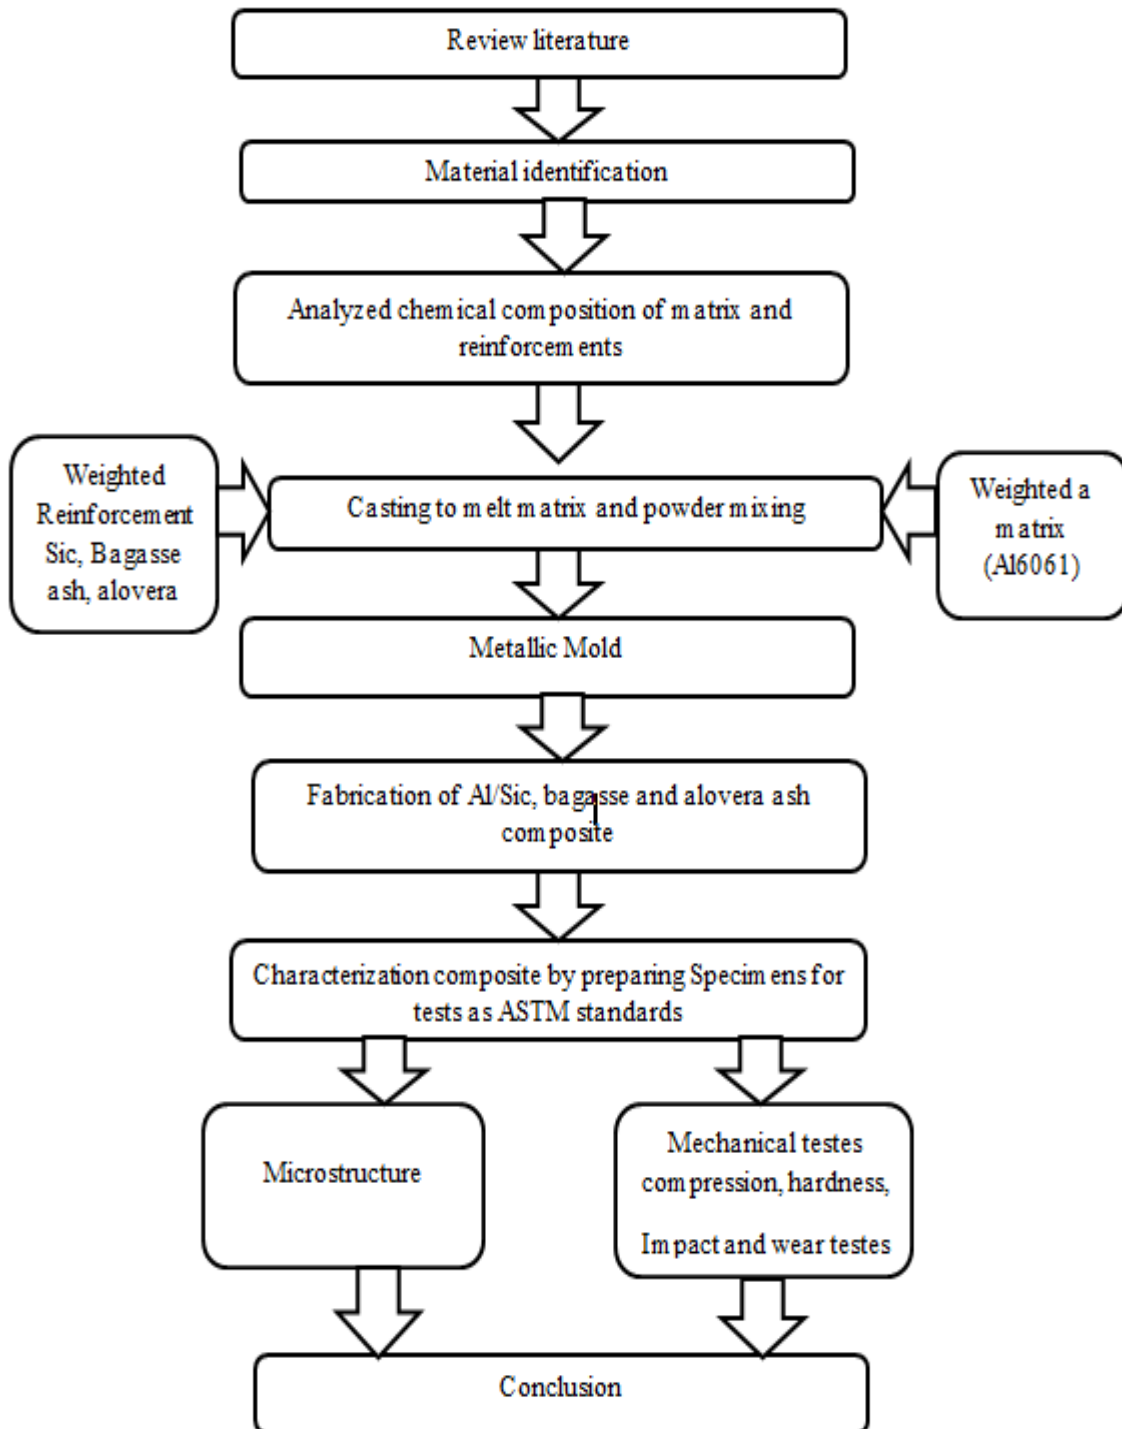 Review literature
Material identification
Analyzed chemical composition of matrix and
reinforcements
Weighted
Reinforcement
Sic, Bagasse
ash, alovera
Casting to melt matrix and powder mixing
Weighted a
matrix
(Al6061)
Metallic Mold
Fabrication of Al/Sic, bagasse and alovera ash
composite
Characterization composite by preparing Specimens for
tests as ASTM standards
Microstructure
Mechanical testes
compression, hardness,
Impact and wear testes
Conclusion